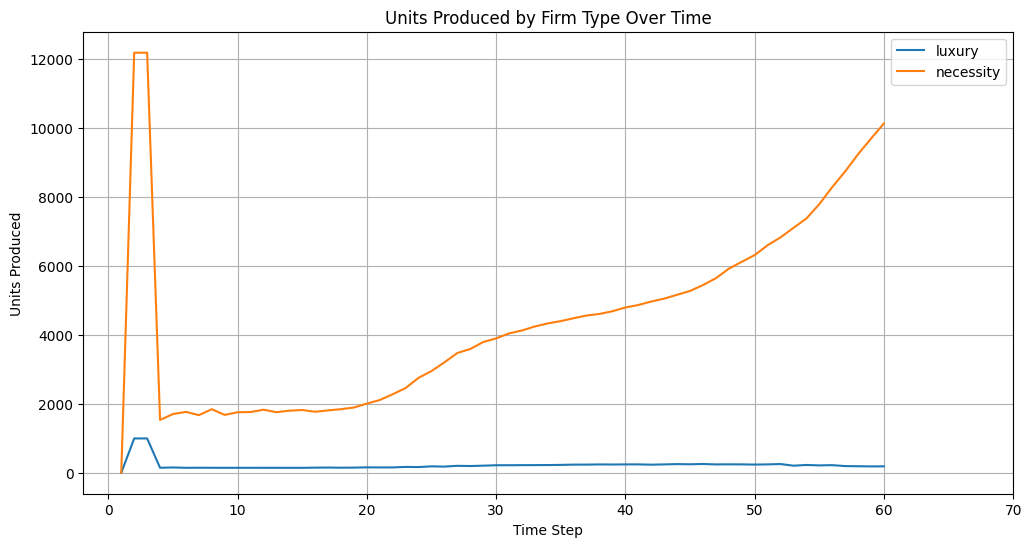 Units Produced by Firm Type Over Time
luxury
necessity
12000
10000
8000
6000
4000
2000
0
Units Produced
0 10 20 30 40 50 60 70
Time Step